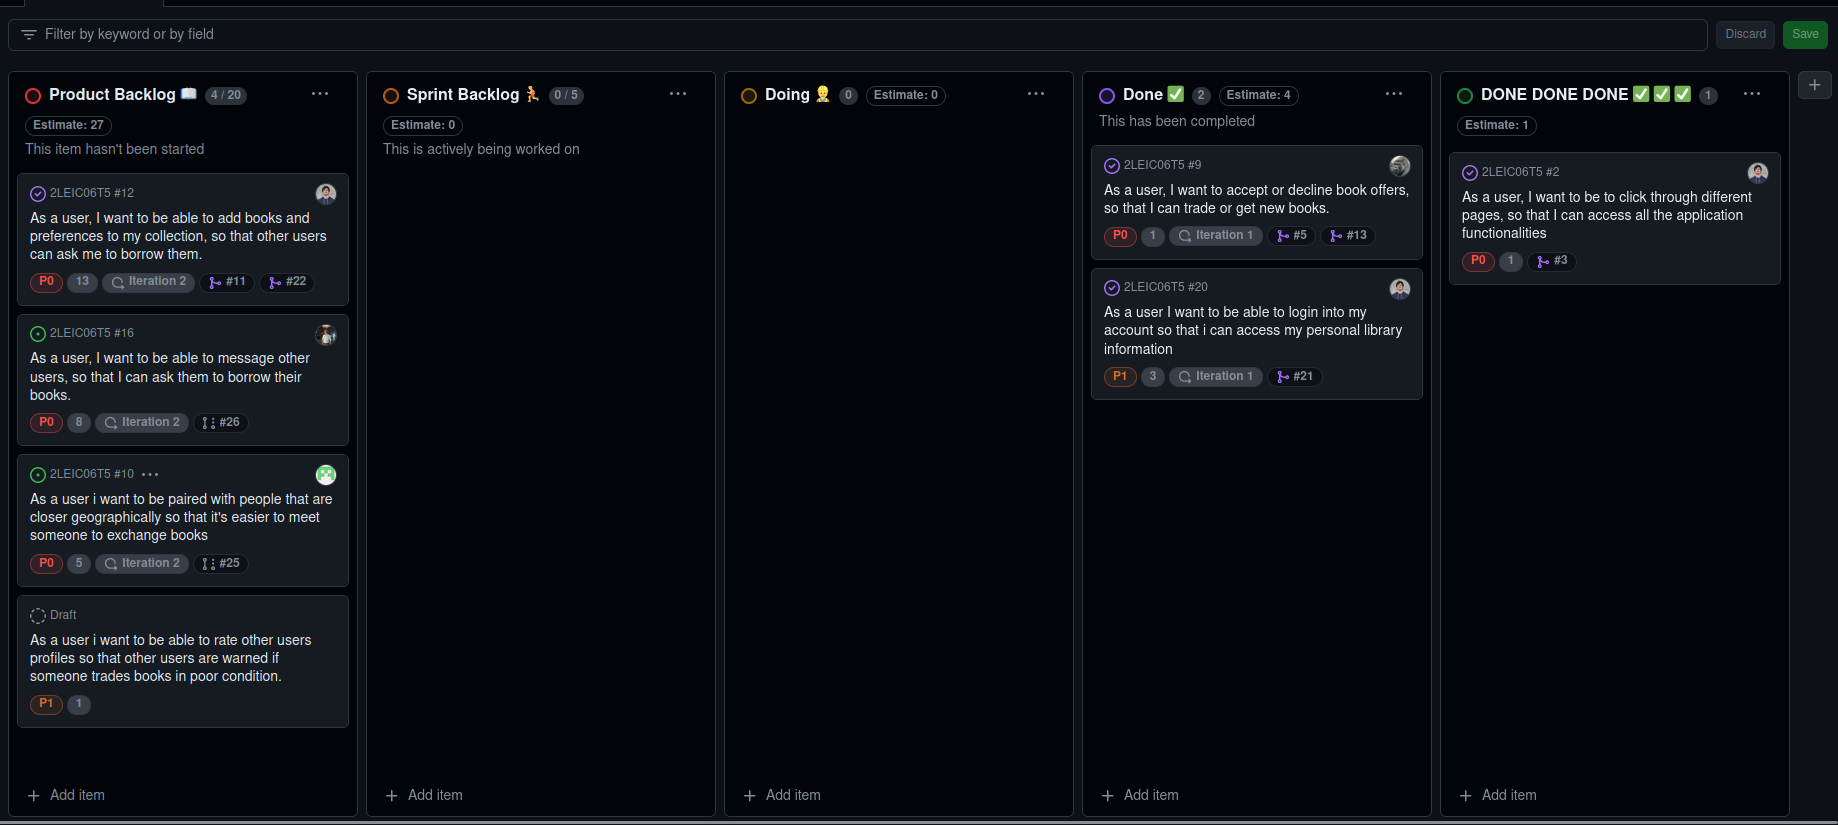 Filter by keyword or by field
Discard
Save
Product Backlog 📖 4 / 20
Estimate: 27
This item hasn't been started
2LEIC06T5 #12
As a user, I want to be able to add books and
preferences to my collection, so that other users
can ask me to borrow them.
P0 13 Iteration 2 #11 #22
2LEIC06T5 #16
As a user, I want to be able to message other
users, so that I can ask them to borrow their
books.
P0 8 Iteration 2 #26
2LEIC06T5 #10
As a user i want to be paired with people that are
closer geographically so that it's easier to meet
someone to exchange books
P0 5 Iteration 2 #25
Draft
As a user i want to be able to rate other users
profiles so that other users are warned if
someone trades books in poor condition.
P1 1
Add item
Sprint Backlog 🧗 0 / 5
Estimate: 0
This is actively being worked on
Add item
Doing 👷 0 Estimate: 0
Add item
Done ✅ 2 Estimate: 4
This has been completed
2LEIC06T5 #9
As a user, I want to accept or decline book offers,
so that I can trade or get new books.
P0 1 Iteration 1 #5 #13
2LEIC06T5 #20
As a user I want to be able to login into my
account so that i can access my personal library
information
P1 3 Iteration 1 #21
Add item
DONE DONE DONE ✅ ✅ ✅ 1
Estimate: 1
2LEIC06T5 #2
As a user, I want to be to click through different
pages, so that I can access all the application
functionalities
P0 1 #3
Add item